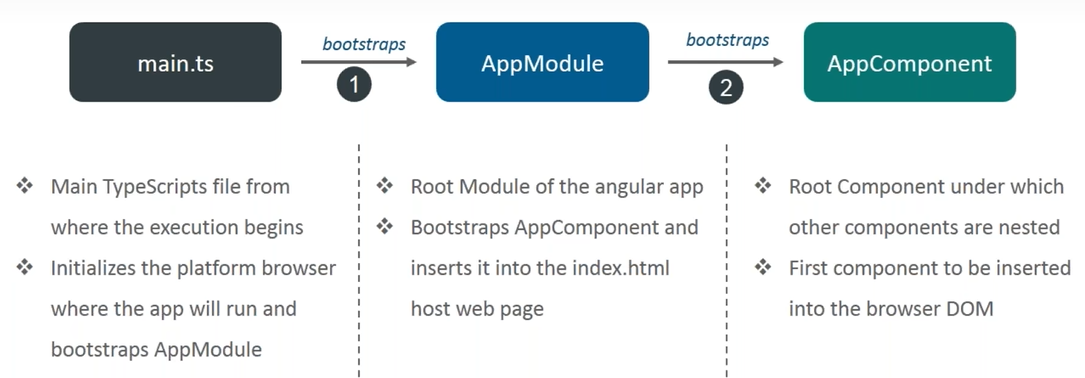 main.ts
bootstraps
1
AppModule
bootstraps
2
AppComponent
❖ Main TypeScripts file from
where the execution begins
❖ Initializes the platform browser
where the app will run and
bootstraps AppModule
❖ Root Module of the angular app
❖ Bootstraps AppComponent and
inserts it into the index.html
host web page
❖ Root Component under which
other components are nested
❖ First component to be inserted
into the browser DOM